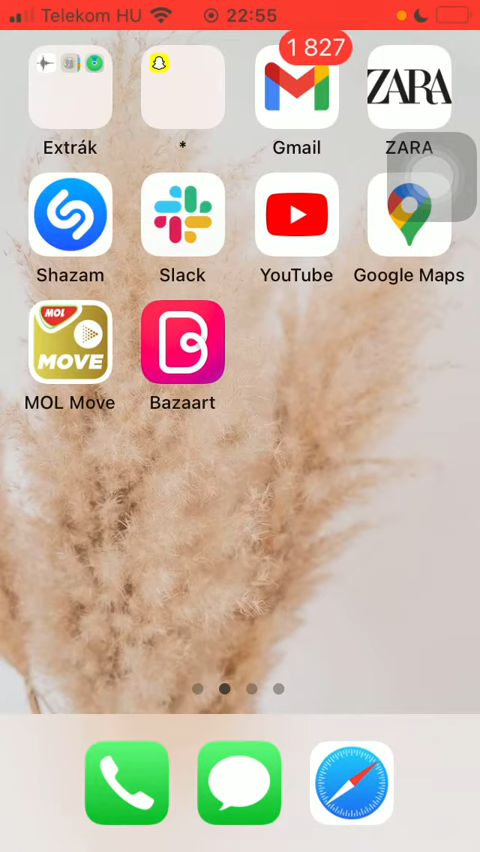 Telekom HU 22:55
1 827
ZARA
Extrák * Gmail ZARA
Shazam Slack YouTube Google Maps
MOL
MOVE
MOL Move Bazaart